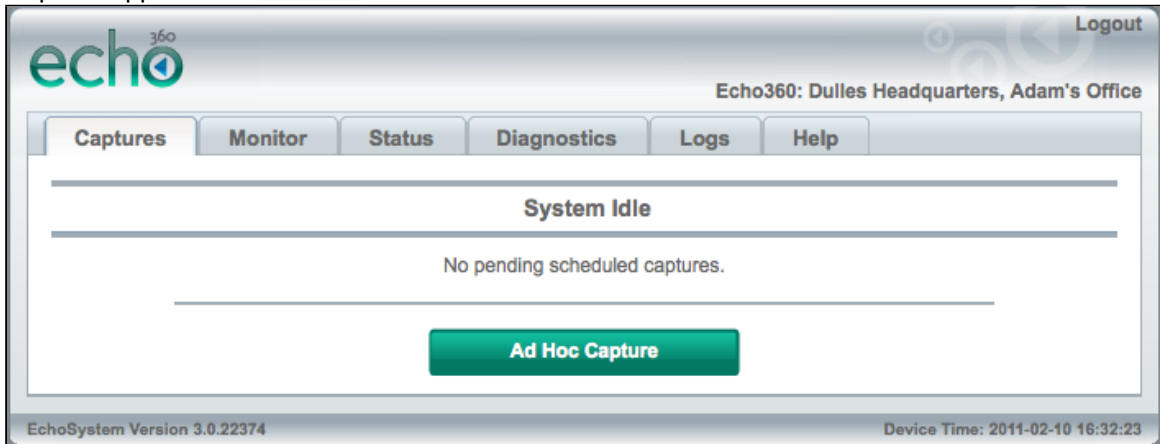 echo360
Logout
Echo360: Dulles Headquarters, Adam's Office
Captures Monitor Status Diagnostics Logs Help
System Idle
No pending scheduled captures.
Ad Hoc Capture
EchoSystem Version 3.0.22374 Device Time: 2011-02-10 16:32:23